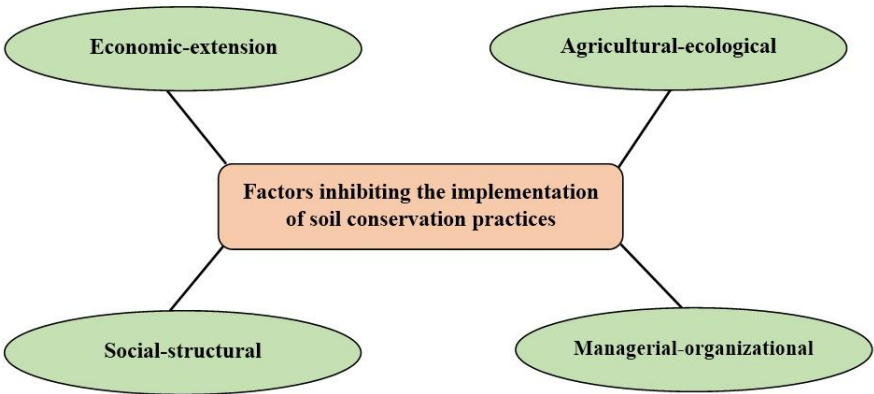 Economic-extension
Agricultural-ecological
Factors inhibiting the implementation
of soil conservation practices
Social-structural
Managerial-organizational